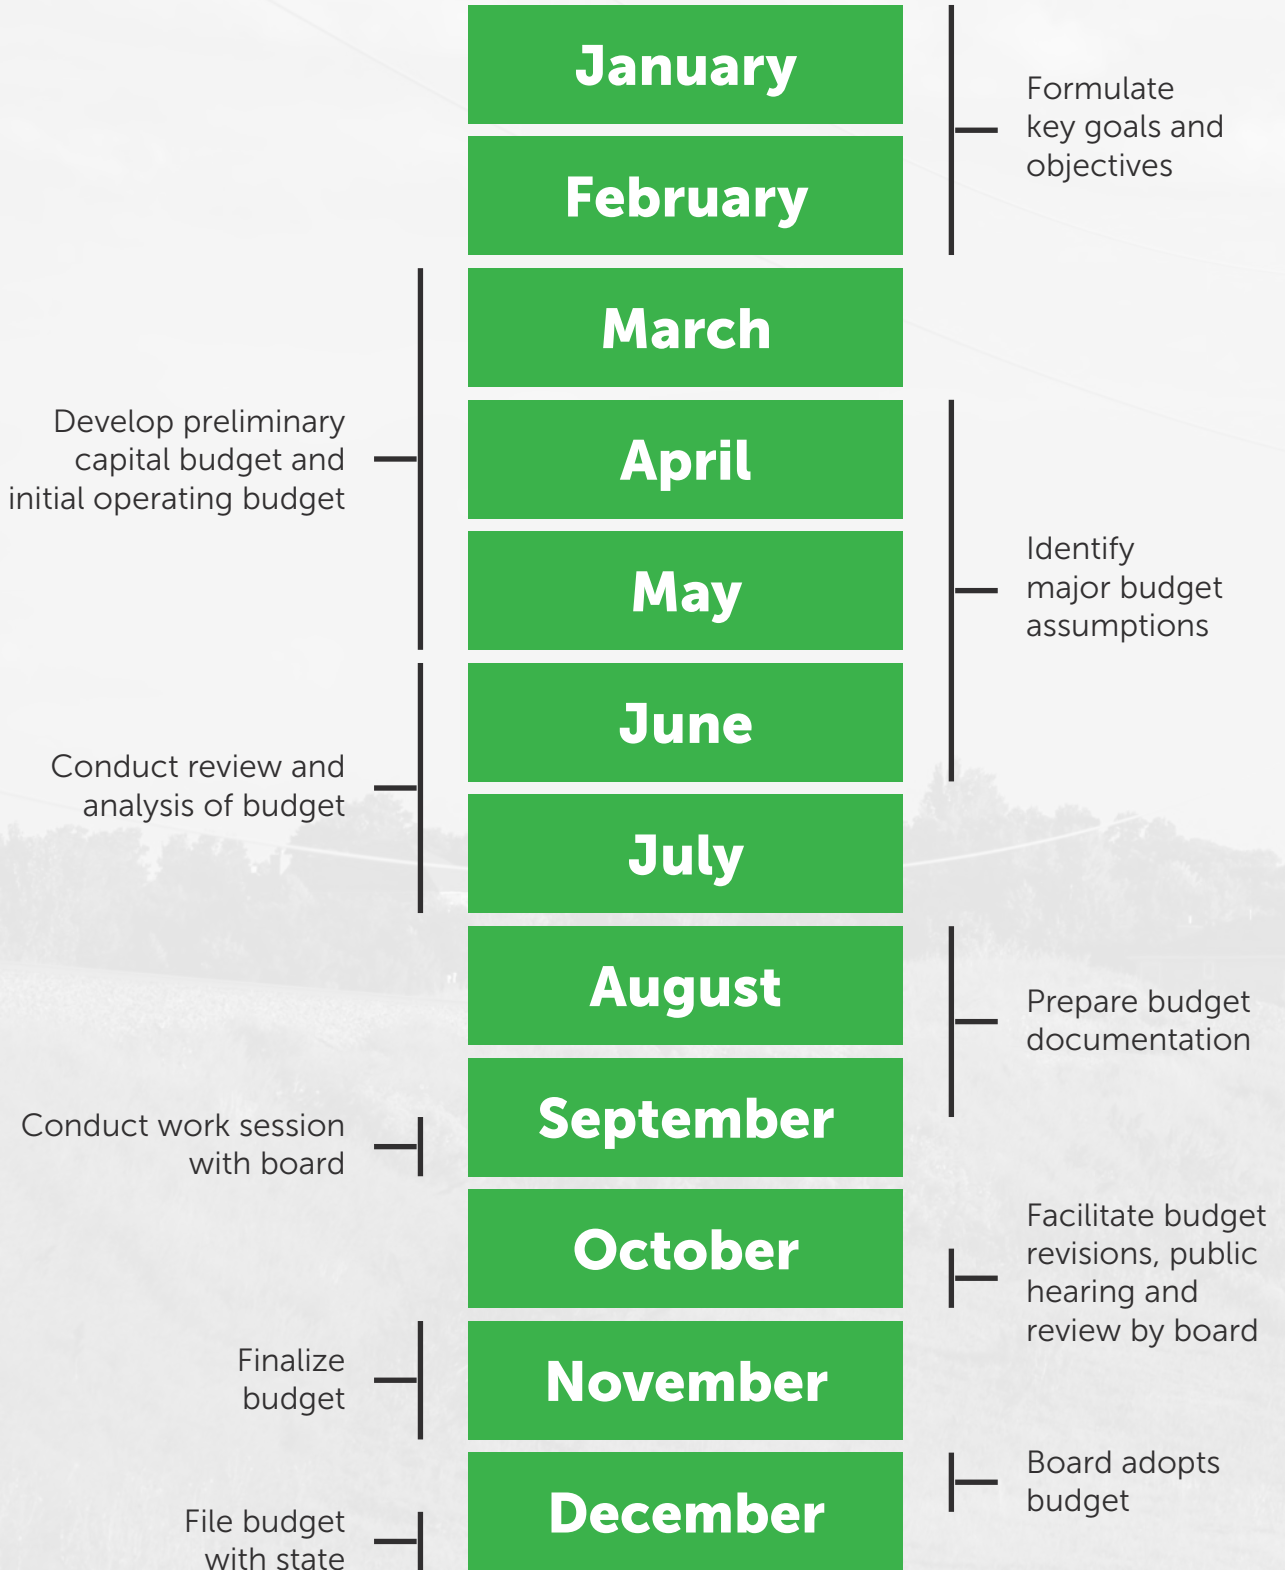 January
Formulate
key goals and
objectives
February
March
Develop preliminary
capital budget and
initial operating budget
April
May
Identify
major budget
assumptions
June
Conduct review and
analysis of budget
July
August
Prepare budget
documentation
September
Conduct work session
with board
October
Facilitate budget
revisions, public
hearing and
review by board
November
Finalize
budget
December
Board adopts
budget
File budget
with state